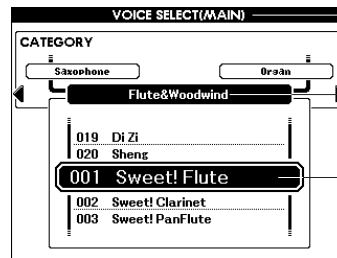 VOICE SELECT(MAIN)
CATEGORY
Saxophone
Organ
Flute&Woodwind
019 Di Zi
020 Sheng
001 Sweet! Flute
002 Sweet! Clarinet
003 Sweet! PanFlute